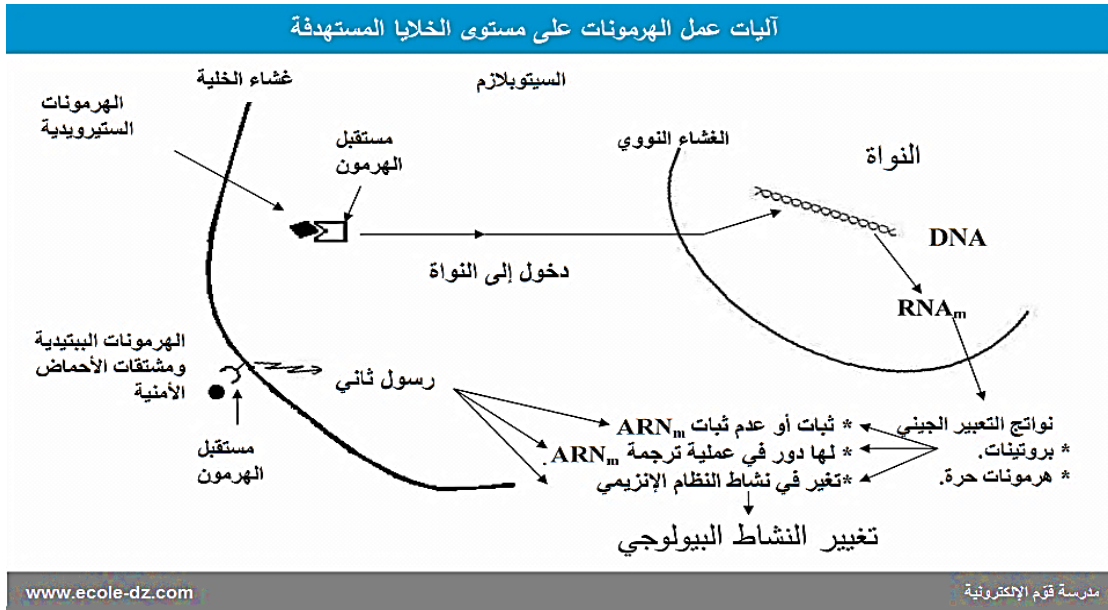 آليات عمل الهرمونات على مستوى الخلايا المستهدفة
غشاء الخلية
السيتوبلازم
الهرمونات
الستيرويدية
مستقبل
الهرمون
الغشاء النووي
النواة
DNA
دخول إلى النواة
RNAm
الهرمونات الببتيدية
ومشتقات الأحماض
الأمنية
رسول ثاني
مستقبل
الهرمون
نواتج التعبير الجيني
* بروتينات.
* هرمونات حرة.
* ثبات أو عدم ثبات ARNm
* لها دور في عملية ترجمة ARNm.
*تغير في نشاط النظام الإنزيمي
تغيير النشاط البيولوجي
www.ecole-dz.com
مدرسة قوّم الإلكترونية